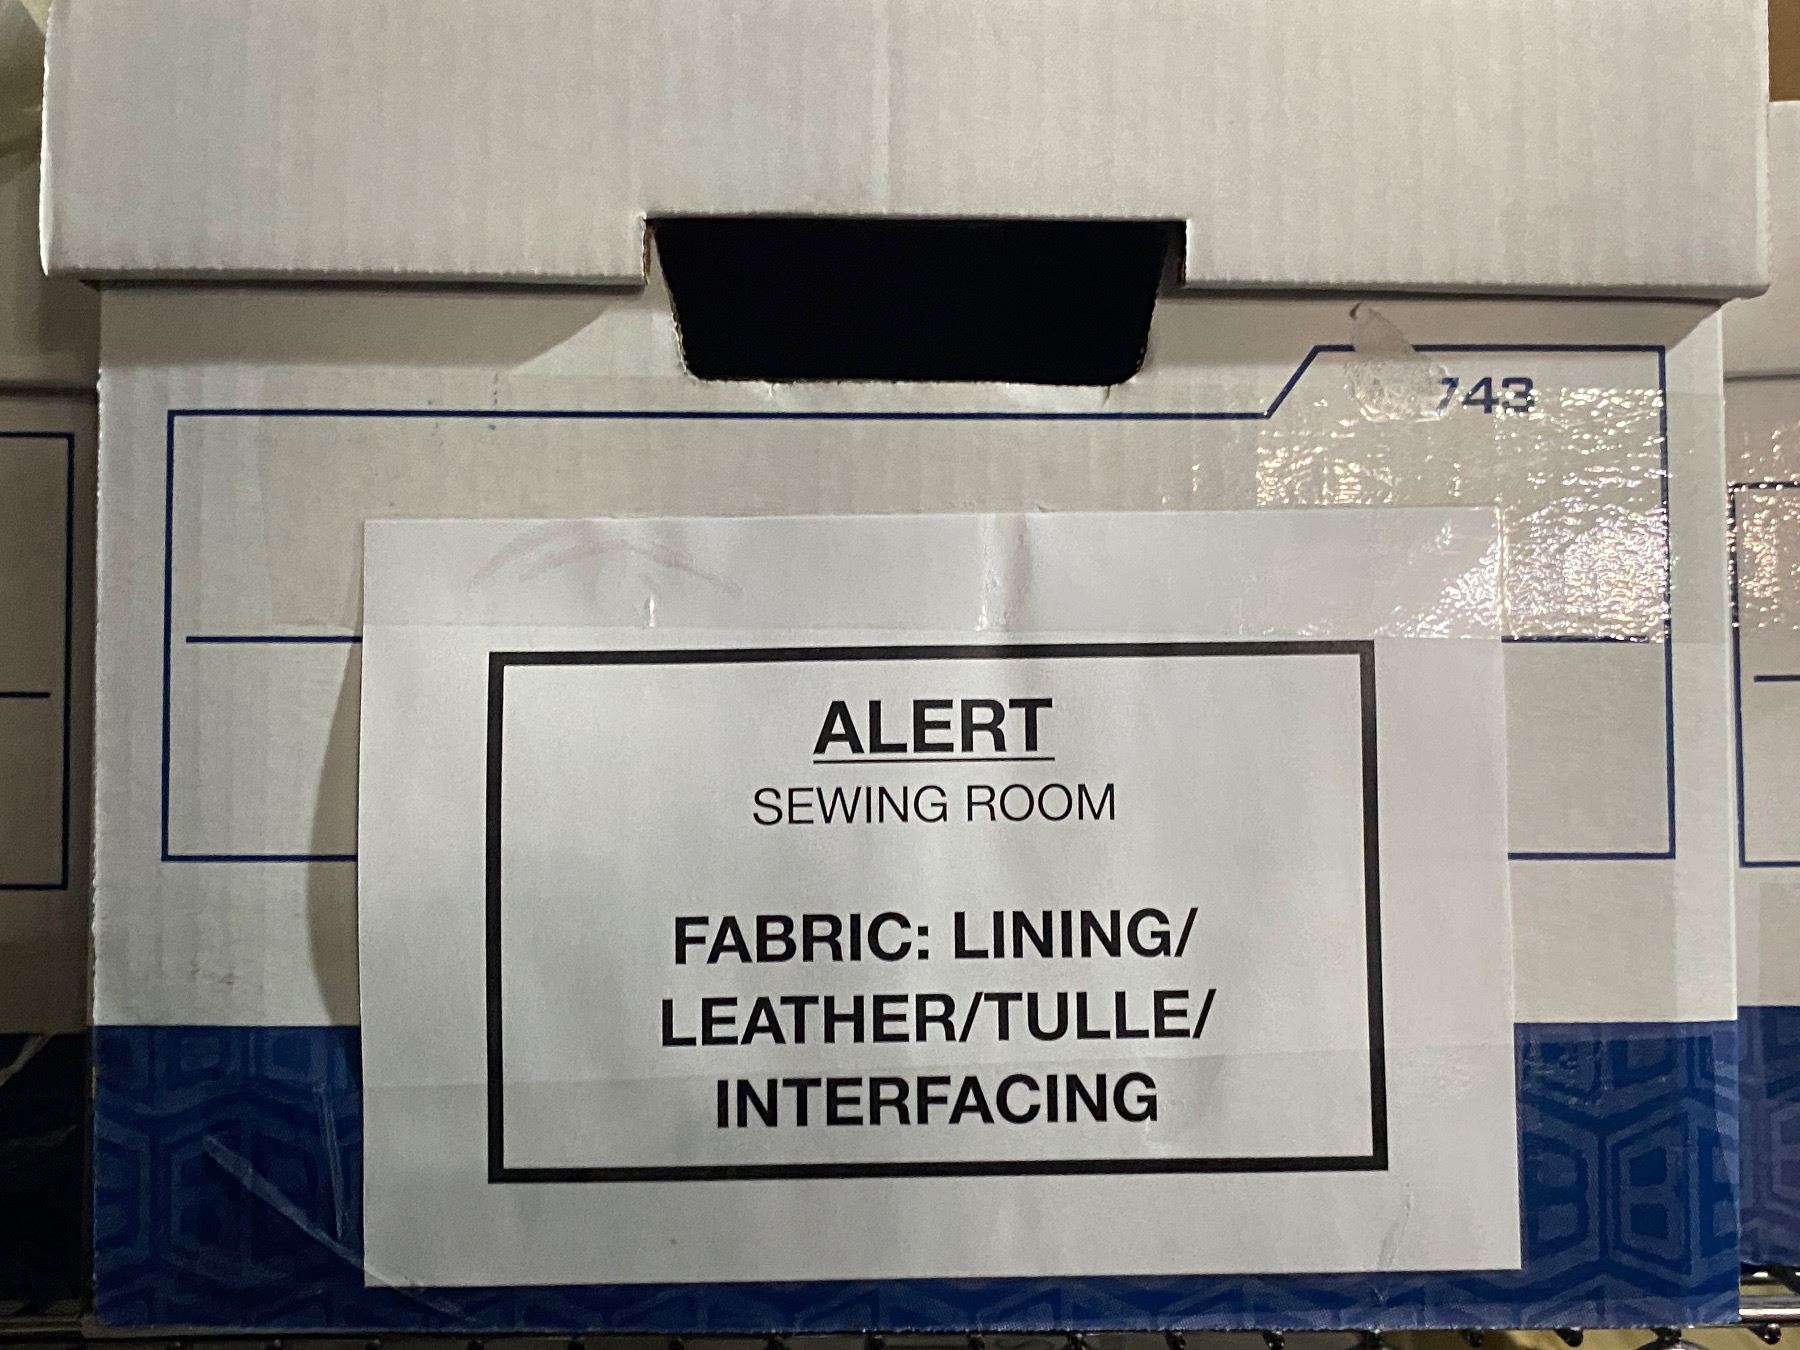 743
ALERT
SEWING ROOM
FABRIC: LINING/
LEATHER/TULLE/
INTERFACING